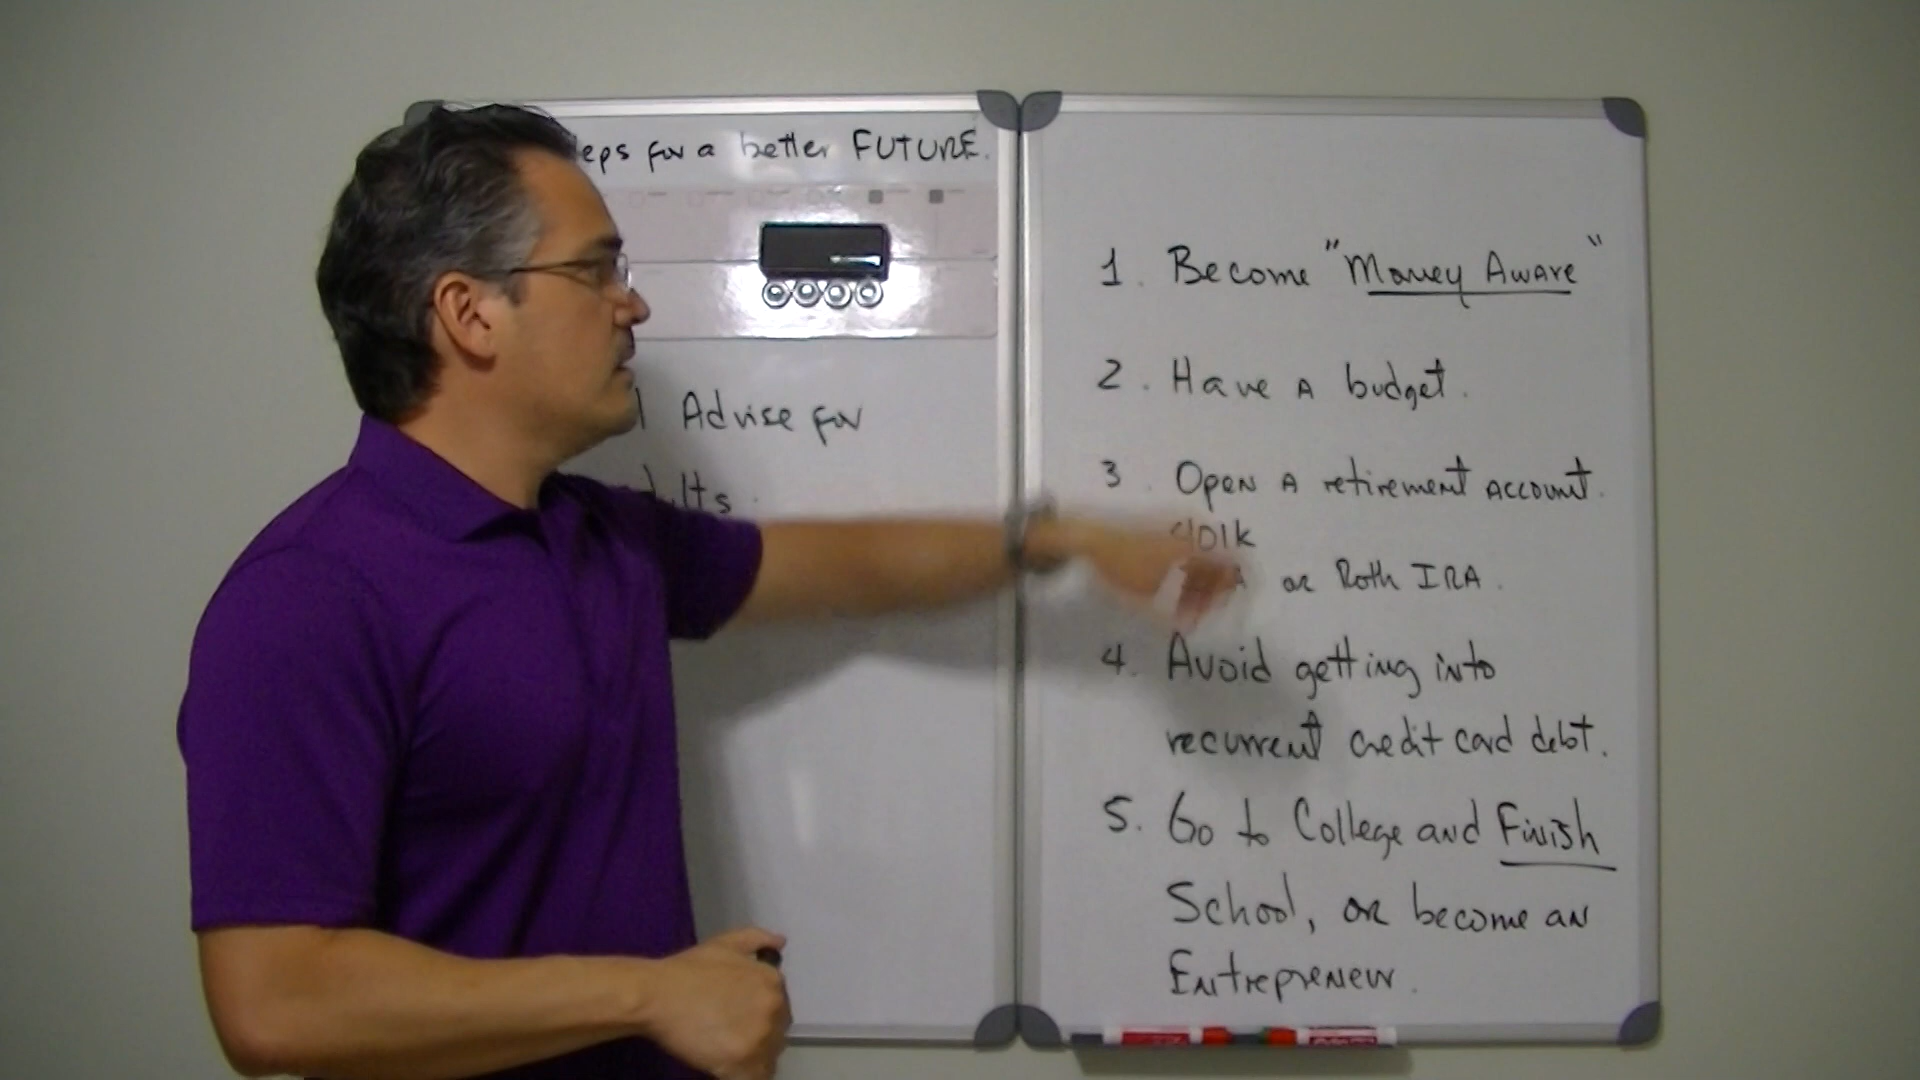 eps for a better FUTURE.
Advise for
ults.
1. Become "Money Aware"
2. Have A budget.
3. Open A retirement account.
401k
A or Roth IRA.
4. Avoid getting into
recurrent credit card debt.
5. Go to College and Finish
School, or become an
Entrepreneur.